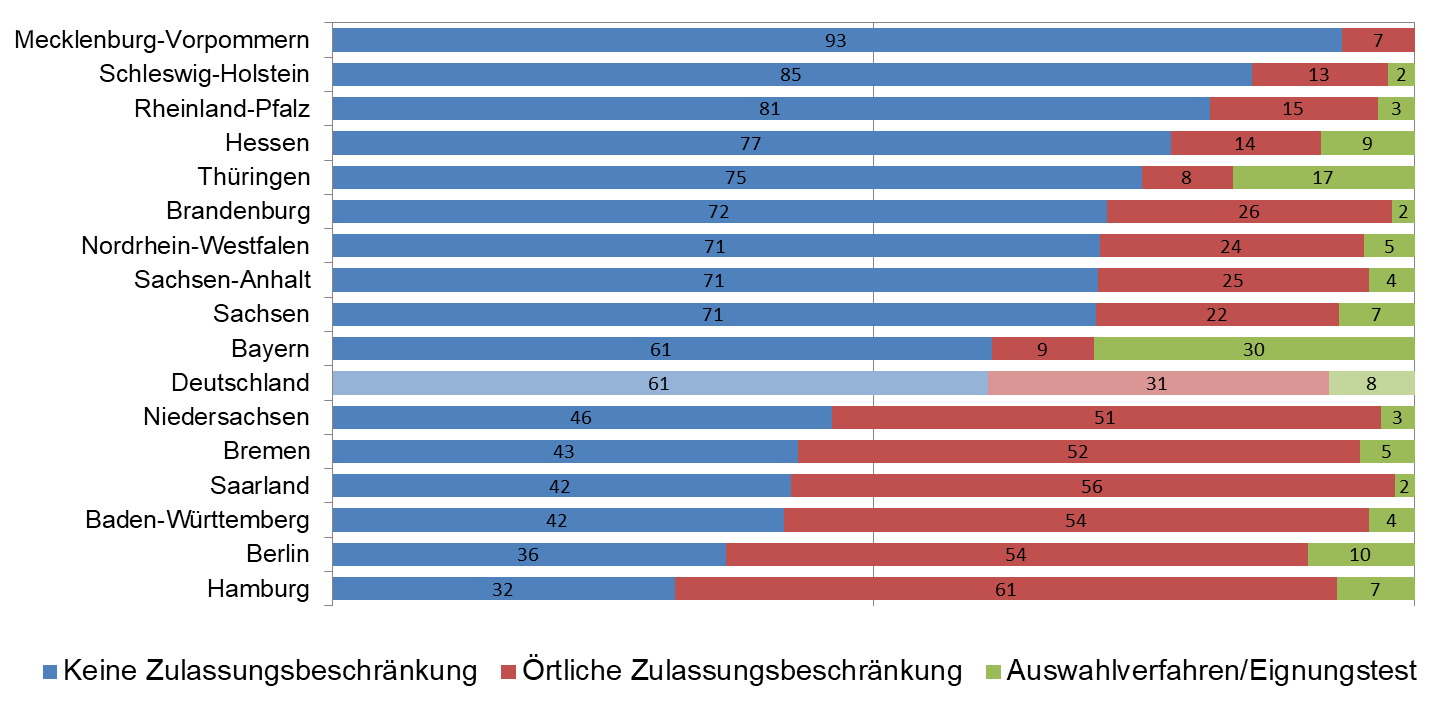 Mecklenburg-Vorpommern 93 7
Schleswig-Holstein 85 13 2
Rheinland-Pfalz 81 15 3
Hessen 77 14 9
Thüringen 75 8 17
Brandenburg 72 26 2
Nordrhein-Westfalen 71 24 5
Sachsen-Anhalt 71 25 4
Sachsen 71 22 7
Bayern 61 9 30
Deutschland 61 31 8
Niedersachsen 46 51 3
Bremen 43 52 5
Saarland 42 56 2
Baden-Württemberg 42 54 4
Berlin 36 54 10
Hamburg 32 61 7
Keine Zulassungsbeschränkung Örtliche Zulassungsbeschränkung Auswahlverfahren/Eignungstest